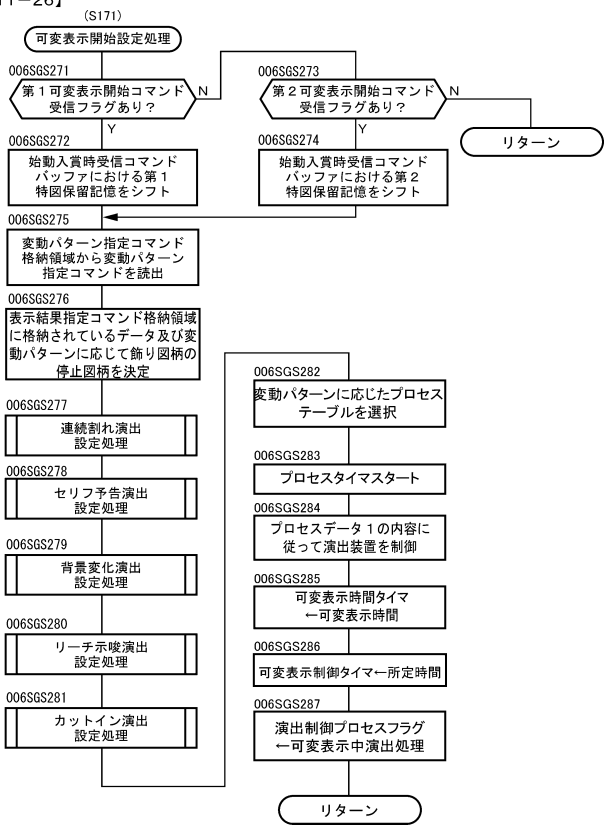 11-26】
(S171)
可変表示開始設定処理
006SGS271
第1可変表示開始コマンド
受信フラグあり?
N
Y
006SGS273
第2可変表示開始コマンド
受信フラグあり?
N
Y
リターン
006SGS272
始動入賞時受信コマンド
バッファにおける第1
特図保留記憶をシフト
006SGS274
始動入賞時受信コマンド
バッファにおける第2
特図保留記憶をシフト
006SGS275
変動パターン指定コマンド
格納領域から変動パターン
指定コマンドを読出
006SGS276
表示結果指定コマンド格納領域
に格納されているデータ及び変
動パターンに応じて飾り図柄の
停止図柄を決定
006SGS277
連続割れ演出
設定処理
006SGS278
セリフ予告演出
設定処理
006SGS279
背景変化演出
設定処理
006SGS280
リーチ示唆演出
設定処理
006SGS281
カットイン演出
設定処理
006SGS282
変動パターンに応じたプロセス
テーブルを選択
006SGS283
プロセスタイマスタート
006SGS284
プロセスデータ1の内容に
従って演出装置を制御
006SGS285
可変表示時間タイマ
←可変表示時間
006SGS286
可変表示制御タイマ←所定時間
006SGS287
演出制御プロセスフラグ
←可変表示中演出処理
リターン